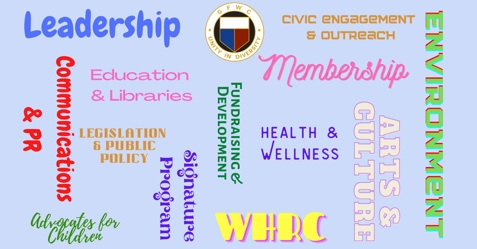 Leadership
GFWC
UNITY IN DIVERSITY
CIVIC ENGAGEMENT
& OUTREACH
Membership
ENVIRONMENT
Communications
& PR
Education
& Libraries
Fundraising &
Development
LEGISLATION
& PUBLIC
POLICY
Signature
Program
HEALTH &
WELLNESS
ARTS &
CULTURE
Advocates for
Children
WHRC